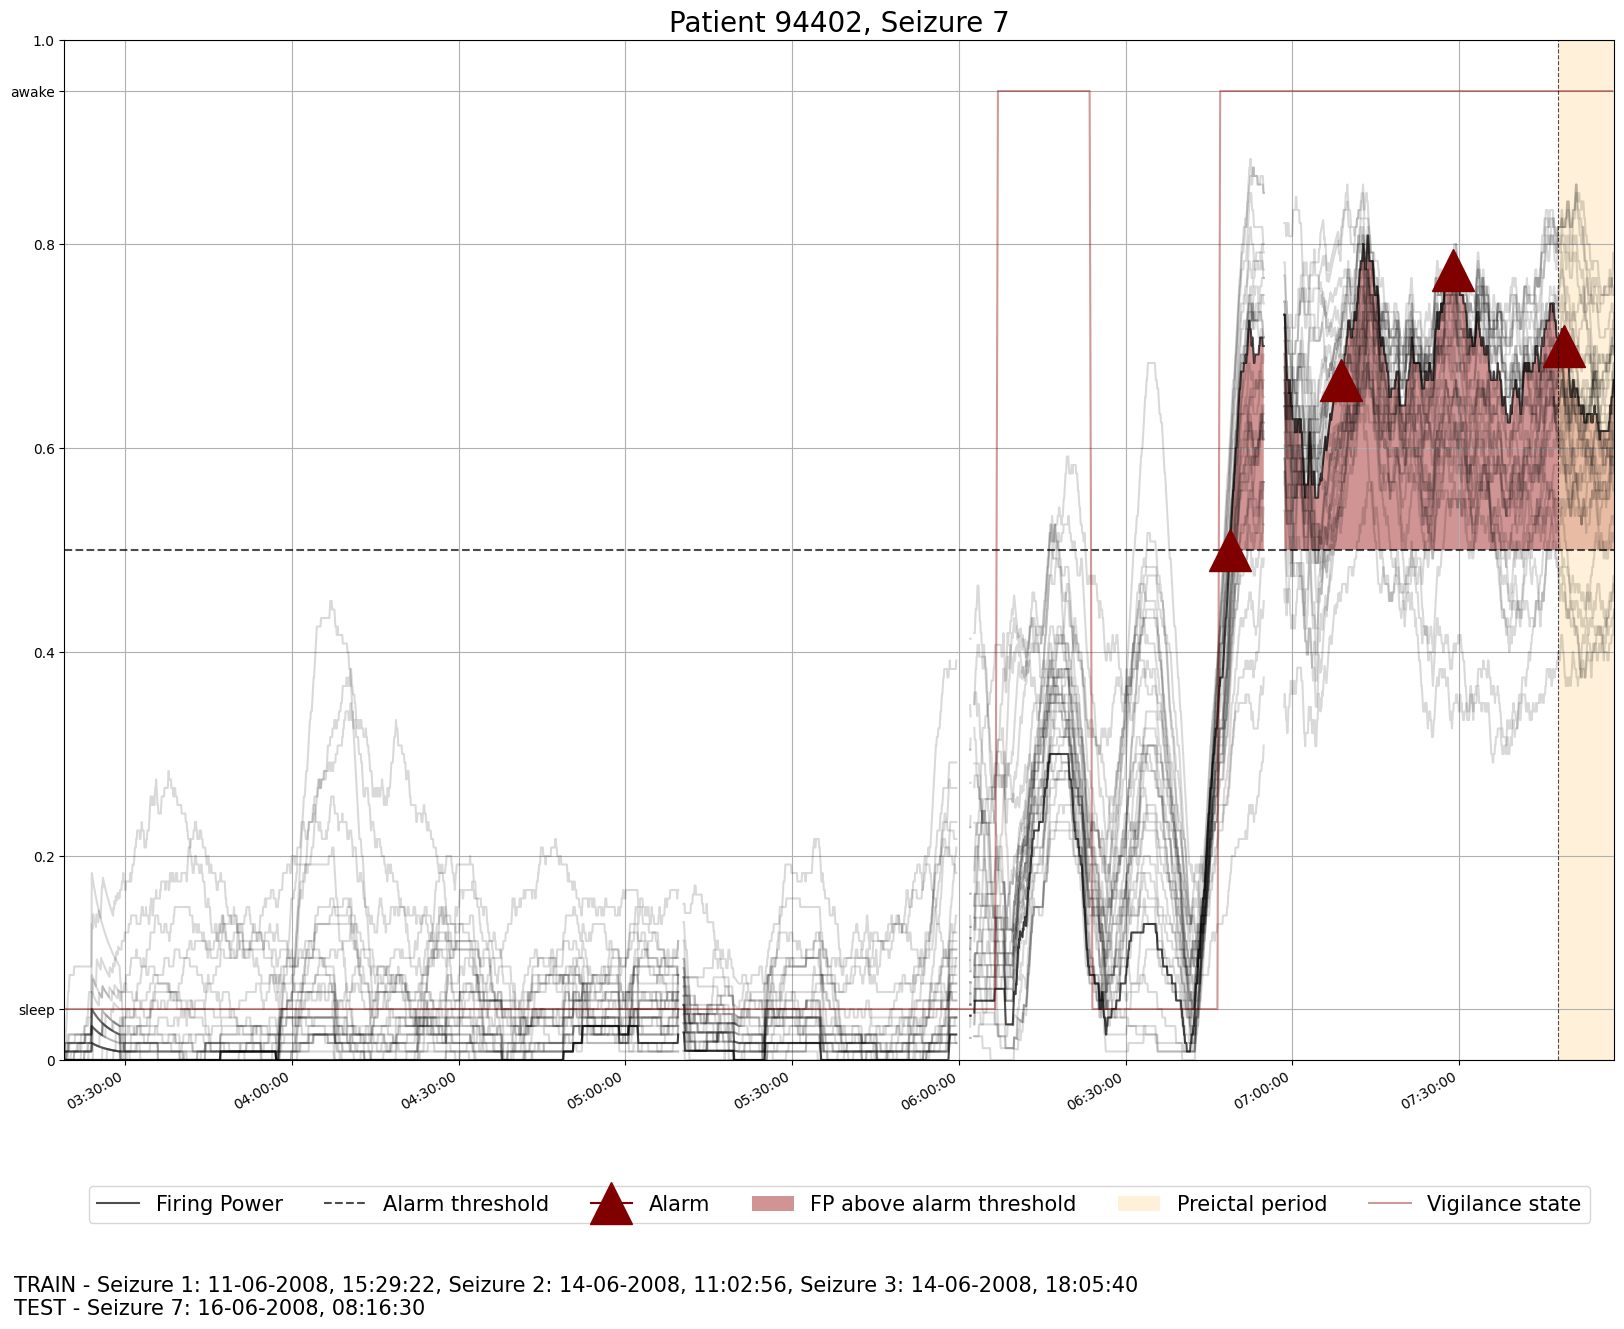 Patient 94402, Seizure 7
1.0
awake
0.8
0.6
0.4
0.2
sleep
0
03:30:00 04:00:00 04:30:00 05:00:00 05:30:00 06:00:00 06:30:00 07:00:00 07:30:00
Firing Power Alarm threshold Alarm FP above alarm threshold Preictal period Vigilance state
TRAIN - Seizure 1: 11-06-2008, 15:29:22, Seizure 2: 14-06-2008, 11:02:56, Seizure 3: 14-06-2008, 18:05:40
TEST - Seizure 7: 16-06-2008, 08:16:30